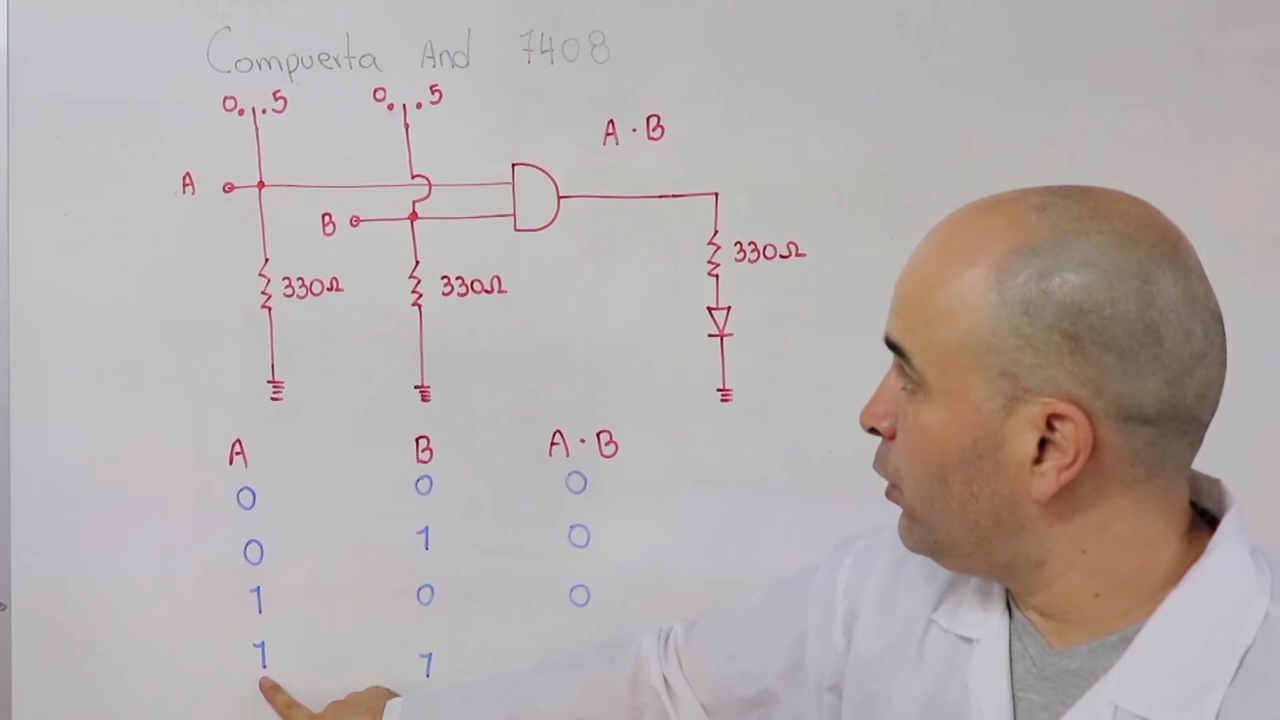 Compuerta And 7408
0. .5 0. .5
A · B
A
B
330Ω
330Ω 330Ω
A B A · B
0 0 0
0 1 0
1 0 0
1 1